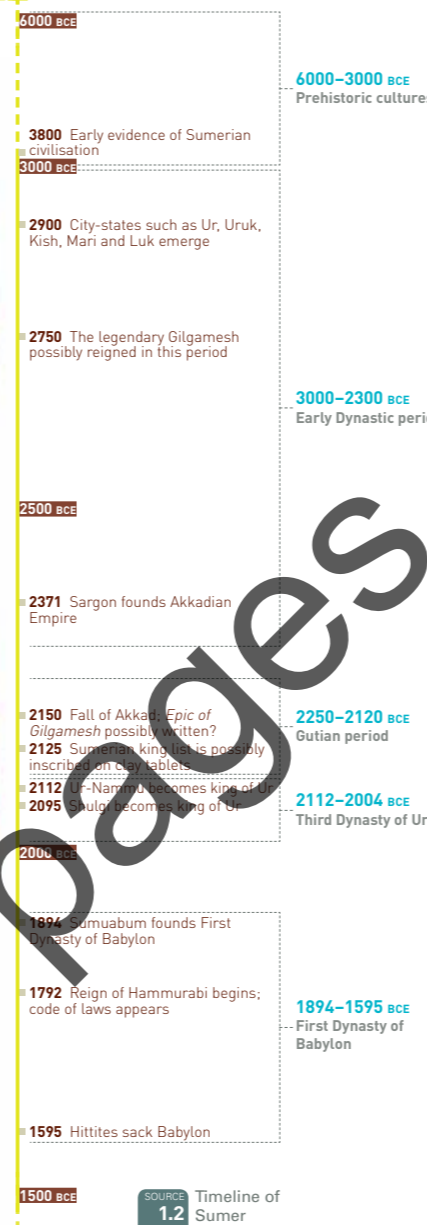 6000 BCE
6000–3000 BCE
Prehistoric cultures
3800 Early evidence of Sumerian
civilisation
3000 BCE
2900 City-states such as Ur, Uruk,
Kish, Mari and Luk emerge
2750 The legendary Gilgamesh
possibly reigned in this period
3000–2300 BCE
Early Dynastic peri
2500 BCE
2371 Sargon founds Akkadian
Empire
2150 Fall of Akkad; Epic of
Gilgamesh possibly written?
2125 Sumerian king list is possibly
inscribed on clay tablets
2250–2120 BCE
Gutian period
2112 Ur-Nammu becomes king of Ur
2095 Shulgi becomes king of Ur
2112–2004 BCE
Third Dynasty of Ur
2000 BCE
1894 Sumuabum founds First
Dynasty of Babylon
1792 Reign of Hammurabi begins;
code of laws appears
1894–1595 BCE
First Dynasty of
Babylon
1595 Hittites sack Babylon
1500 BCE
SOURCE 1.2
Timeline of
Sumer
pages